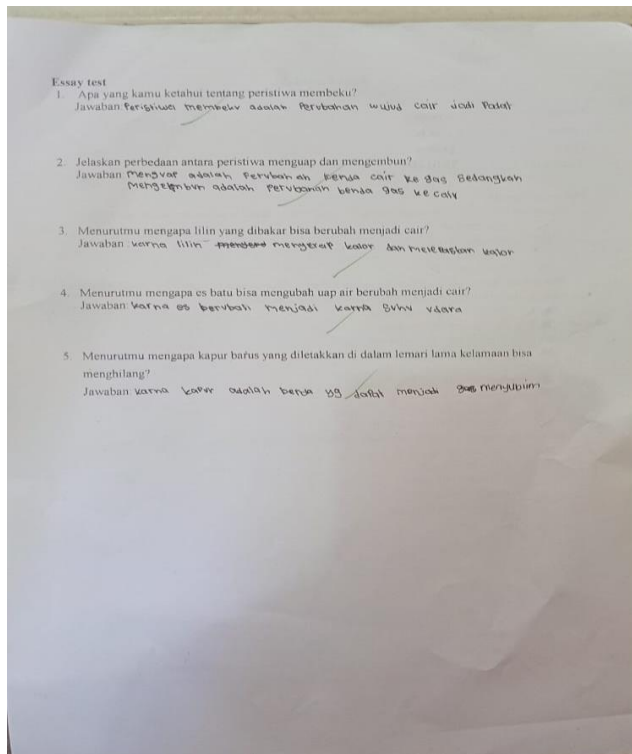 Essay test
1. Apa yang kamu ketahui tentang peristiwa membeku?
Jawaban Peristiwa membeku adalah Perubahan wujud cair jadi Padat
2. Jelaskan perbedaan antara peristiwa menguap dan mengembun?
Jawaban menguap adalah Perubahan benda cair ke gas Sedangkan
mengembun adalah Perubahan benda gas ke cair
3. Menurutmu mengapa lilin yang dibakar bisa berubah menjadi cair?
Jawaban karna lilin menyerap kalor dan melepaskan kalor
4. Menurutmu mengapa es batu bisa mengubah uap air berubah menjadi cair?
Jawaban karna es berubah menjadi karna Suhu Udara
5. Menurutmu mengapa kapur barus yang diletakkan di dalam lemari lama kelamaan bisa
menghilang?
Jawaban karna kapur adalah benda yg dapat menjadi gas menyublim